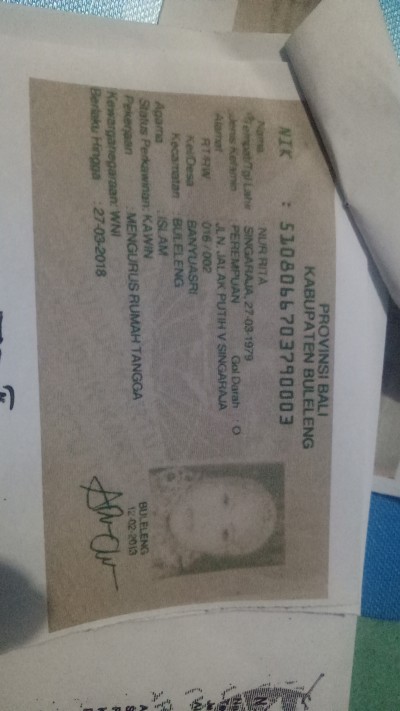 PROVINSI BALI
KABUPATEN BULELENG
NIK : 5108066703790003
Nama : NUR RITA
Tempat/Tgl Lahir : SINGARAJA, 27-03-1979
Jenis Kelamin : PEREMPUAN Gol Darah : O
Alamat : JLN. JALAK PUTIH V SINGARAJA
RT/RW : 016 / 002
Kel/Desa : BANYUASRI
Kecamatan : BULELENG
Agama : ISLAM
Status Perkawinan: KAWIN
Pekerjaan : MENGURUS RUMAH TANGGA
Kewarganegaraan: WNI
Berlaku Hingga : 27-03-2018
BULELENG
12-02-2013